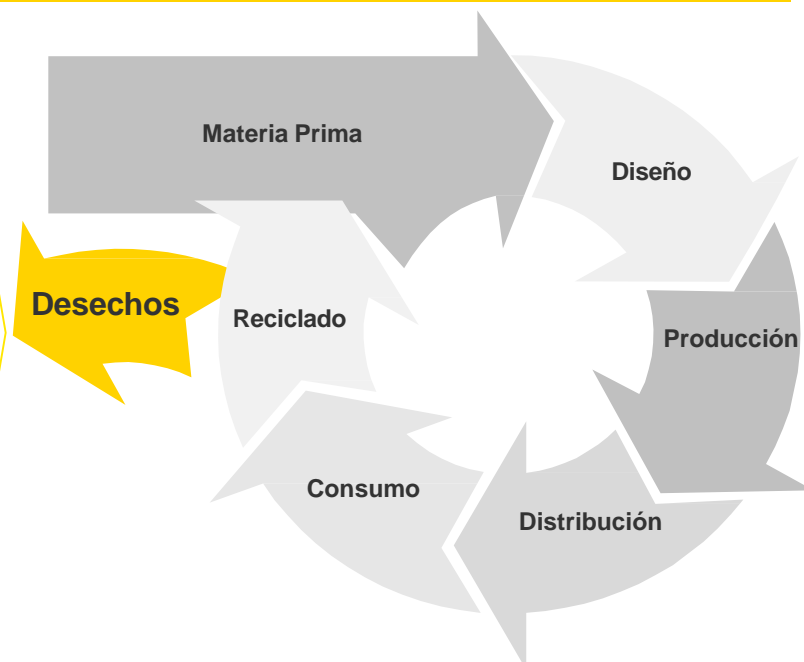 Materia Prima
Diseño
Producción
Distribución
Consumo
Reciclado
Desechos